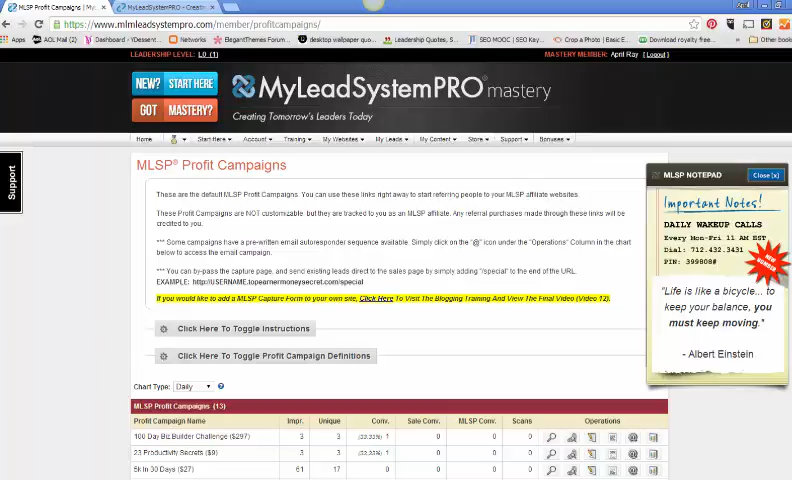 MLSP Profit Campaigns | My
MyLeadSystemPRO - Creatin
https://www.mlmleadsystempro.com/member/profitcampaigns/
Apps
AOL Mail (2)
Dashboard ‹ YDessent...
Networks
ElegantThemes Forum...
desktop wallpaper quo...
Leadership Quotes, S...
SEO MOOC | SEO Key...
Crop a Photo | Basic E...
Download royalty free...
Other bookm
LEADERSHIP LEVEL: L0 (1)
MASTERY MEMBER: April Ray [Logout]
NEW? START HERE
GOT MASTERY?
MyLeadSystemPRO® mastery
Creating Tomorrow's Leaders Today
Home Start Here Account Training My Websites My Leads My Content Store Support Bonuses
Support
MLSP® Profit Campaigns
These are the default MLSP Profit Campaigns. You can use these links right away to start referring people to your MLSP affiliate websites.
These Profit Campaigns are NOT customizable, but they are tracked to you as an MLSP affiliate. Any referral purchases made through these links will be
credited to you.
*** Some campaigns have a pre-written email autoresponder sequence available. Simply click on the "@" icon under the "Operations" Column in the chart
below to access the email campaign.
*** You can by-pass the capture page, and send existing leads direct to the sales page by simply adding "/special" to the end of the URL.
EXAMPLE: http://USERNAME.topearnermoneysecret.com/special
If you would like to add a MLSP Capture Form to your own site, Click Here To Visit The Blogging Training And View The Final Video (Video 12).
Click Here To Toggle Instructions
Click Here To Toggle Profit Campaign Definitions
Chart Type: Daily
MLSP Profit Campaigns (13)
Profit Campaign Name Impr. Unique Conv. Sale Conv. MLSP Conv. Scans Operations
100 Day Biz Builder Challenge ($297) 3 3 (33.33%) 1 0 0 0
23 Productivity Secrets ($9) 3 3 (33.33%) 1 0 0 0
5k In 30 Days ($27) 61 17 0 0 0 0
MLSP NOTEPAD
Close [x]
Important Notes!
DAILY WAKEUP CALLS
Every Mon-Fri 11 AM EST
Dial: 712.432.3431
PIN: 399808#
NEW NUMBER
"Life is like a bicycle... to
keep your balance, you
must keep moving."
- Albert Einstein